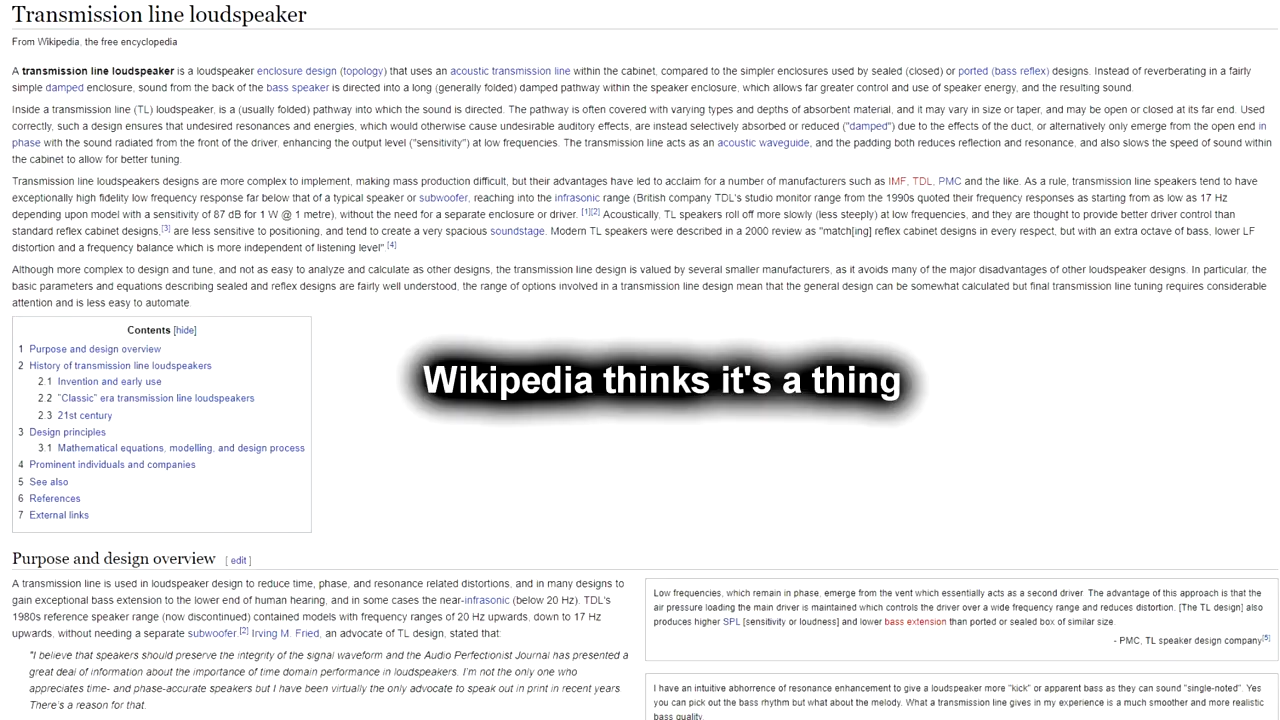 Transmission line loudspeaker
From Wikipedia, the free encyclopedia
A transmission line loudspeaker is a loudspeaker enclosure design (topology) that uses an acoustic transmission line within the cabinet, compared to the simpler enclosures used by sealed (closed) or ported (bass reflex) designs. Instead of reverberating in a fairly
simple damped enclosure, sound from the back of the bass speaker is directed into a long (generally folded) damped pathway within the speaker enclosure, which allows far greater control and use of speaker energy, and the resulting sound.
Inside a transmission line (TL) loudspeaker, is a (usually folded) pathway into which the sound is directed. The pathway is often covered with varying types and depths of absorbent material, and it may vary in size or taper, and may be open or closed at its far end. Used
correctly, such a design ensures that undesired resonances and energies, which would otherwise cause undesirable auditory effects, are instead selectively absorbed or reduced ("damped") due to the effects of the duct, or alternatively only emerge from the open end in
phase with the sound radiated from the front of the driver, enhancing the output level ("sensitivity") at low frequencies. The transmission line acts as an acoustic waveguide, and the padding both reduces reflection and resonance, and also slows the speed of sound within
the cabinet to allow for better tuning.
Transmission line loudspeakers designs are more complex to implement, making mass production difficult, but their advantages have led to acclaim for a number of manufacturers such as IMF, TDL, PMC and the like. As a rule, transmission line speakers tend to have
exceptionally high fidelity low frequency response far below that of a typical speaker or subwoofer, reaching into the infrasonic range (British company TDL's studio monitor range from the 1990s quoted their frequency responses as starting from as low as 17 Hz
depending upon model with a sensitivity of 87 dB for 1 W @ 1 metre), without the need for a separate enclosure or driver. [1][2] Acoustically, TL speakers roll off more slowly (less steeply) at low frequencies, and they are thought to provide better driver control than
standard reflex cabinet designs,[3] are less sensitive to positioning, and tend to create a very spacious soundstage. Modern TL speakers were described in a 2000 review as "match[ing] reflex cabinet designs in every respect, but with an extra octave of bass, lower LF
distortion and a frequency balance which is more independent of listening level" [4]
Although more complex to design and tune, and not as easy to analyze and calculate as other designs, the transmission line design is valued by several smaller manufacturers, as it avoids many of the major disadvantages of other loudspeaker designs. In particular, the
basic parameters and equations describing sealed and reflex designs are fairly well understood, the range of options involved in a transmission line design mean that the general design can be somewhat calculated but final transmission line tuning requires considerable
attention and is less easy to automate.
Contents [hide]
1 Purpose and design overview
2 History of transmission line loudspeakers
2.1 Invention and early use
2.2 "Classic" era transmission line loudspeakers
2.3 21st century
3 Design principles
3.1 Mathematical equations, modelling, and design process
4 Prominent individuals and companies
5 See also
6 References
7 External links
Wikipedia thinks it's a thing
Purpose and design overview [ edit ]
A transmission line is used in loudspeaker design to reduce time, phase, and resonance related distortions, and in many designs to
gain exceptional bass extension to the lower end of human hearing, and in some cases the near-infrasonic (below 20 Hz). TDL's
1980s reference speaker range (now discontinued) contained models with frequency ranges of 20 Hz upwards, down to 17 Hz
upwards, without needing a separate subwoofer.[2] Irving M. Fried, an advocate of TL design, stated that:
"I believe that speakers should preserve the integrity of the signal waveform and the Audio Perfectionist Journal has presented a
great deal of information about the importance of time domain performance in loudspeakers. I'm not the only one who
appreciates time- and phase-accurate speakers but I have been virtually the only advocate to speak out in print in recent years.
There's a reason for that.
Low frequencies, which remain in phase, emerge from the vent which essentially acts as a second driver. The advantage of this approach is that the
air pressure loading the main driver is maintained which controls the driver over a wide frequency range and reduces distortion. [The TL design] also
produces higher SPL [sensitivity or loudness] and lower bass extension than ported or sealed box of similar size.
- PMC, TL speaker design company[5]
I have an intuitive abhorrence of resonance enhancement to give a loudspeaker more "kick" or apparent bass as they can sound "single-noted". Yes
you can pick out the bass rhythm but what about the melody. What a transmission line gives in my experience is a much smoother and more realistic
bass quality.